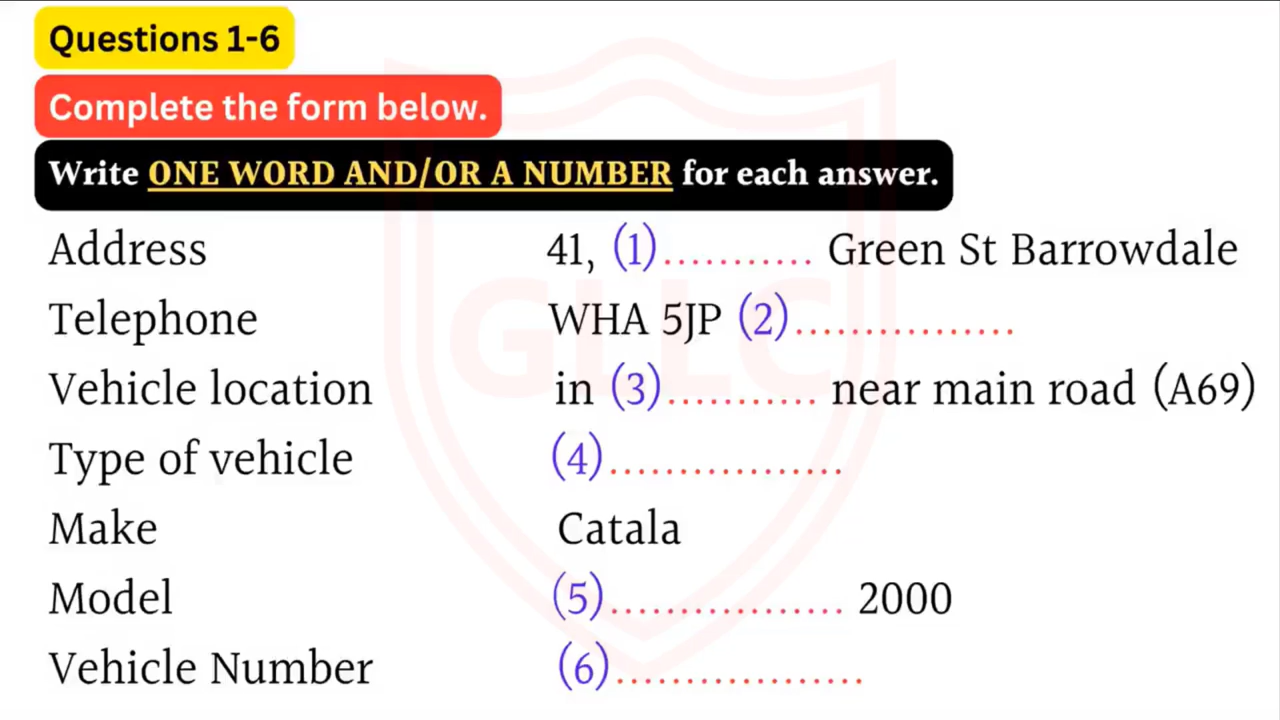 Questions 1-6
Complete the form below.
Write ONE WORD AND/OR A NUMBER for each answer.
Address 41, (1)........... Green St Barrowdale
Telephone WHA 5JP (2)................
Vehicle location in (3)........... near main road (A69)
Type of vehicle (4).................
Make Catala
Model (5)................. 2000
Vehicle Number (6)..................
GLLC